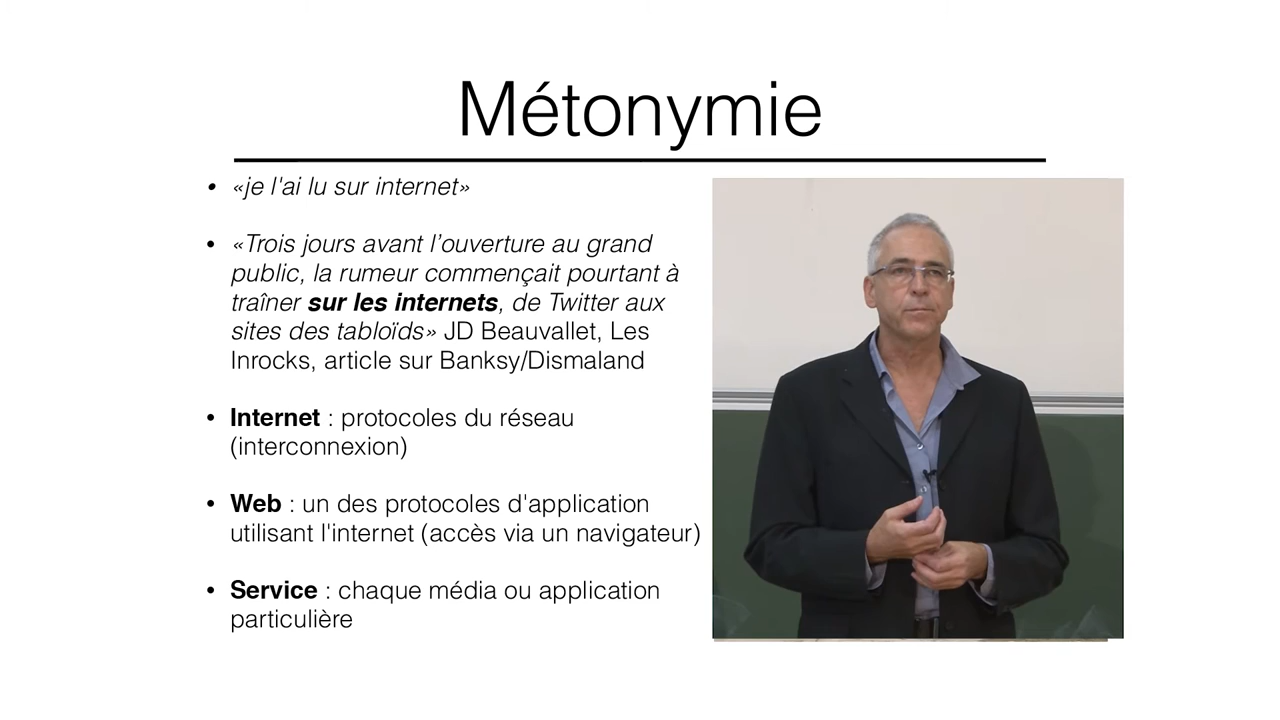 Métonymie
• «je l'ai lu sur internet»
• «Trois jours avant l’ouverture au grand
public, la rumeur commençait pourtant à
traîner sur les internets, de Twitter aux
sites des tabloïds» JD Beauvallet, Les
Inrocks, article sur Banksy/Dismaland
• Internet : protocoles du réseau
(interconnexion)
• Web : un des protocoles d'application
utilisant l'internet (accès via un navigateur)
• Service : chaque média ou application
particulière